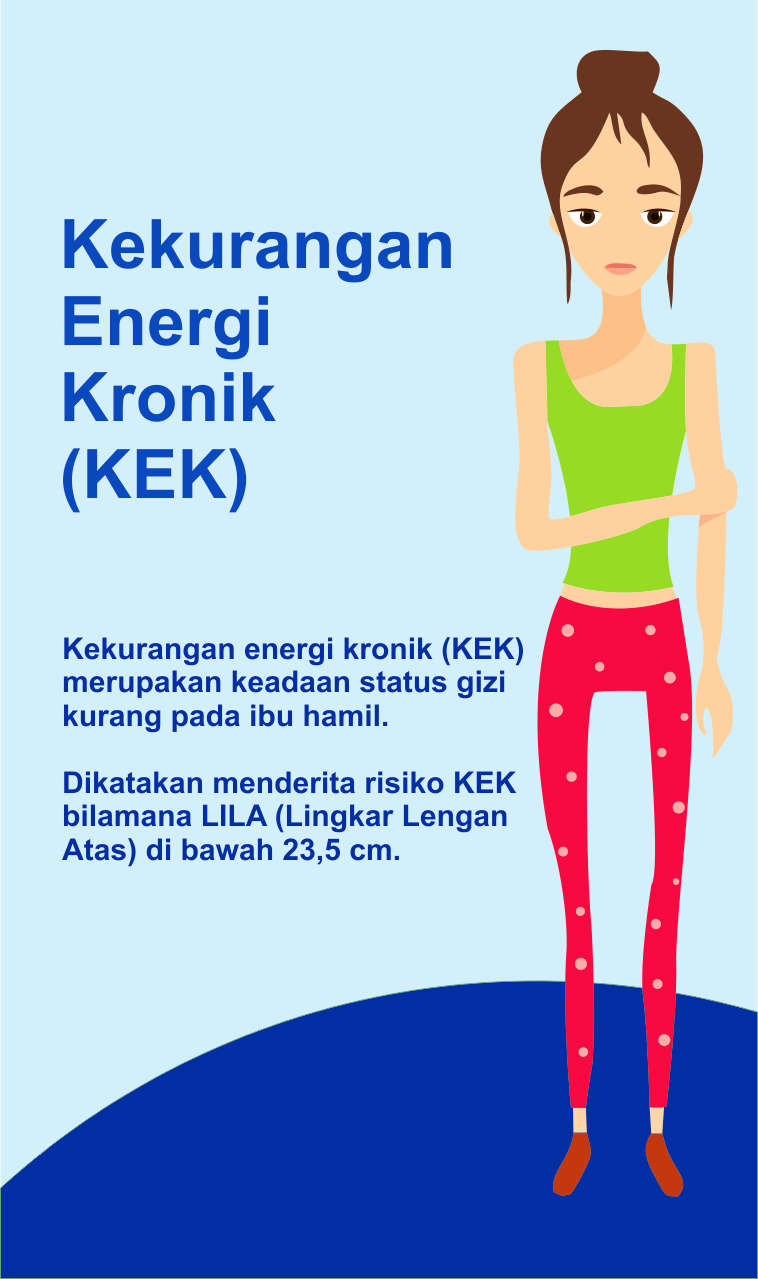 Kekurangan
Energi
Kronik
(KEK)
Kekurangan energi kronik (KEK)
merupakan keadaan status gizi
kurang pada ibu hamil.
Dikatakan menderita risiko KEK
bilamana LILA (Lingkar Lengan
Atas) di bawah 23,5 cm.